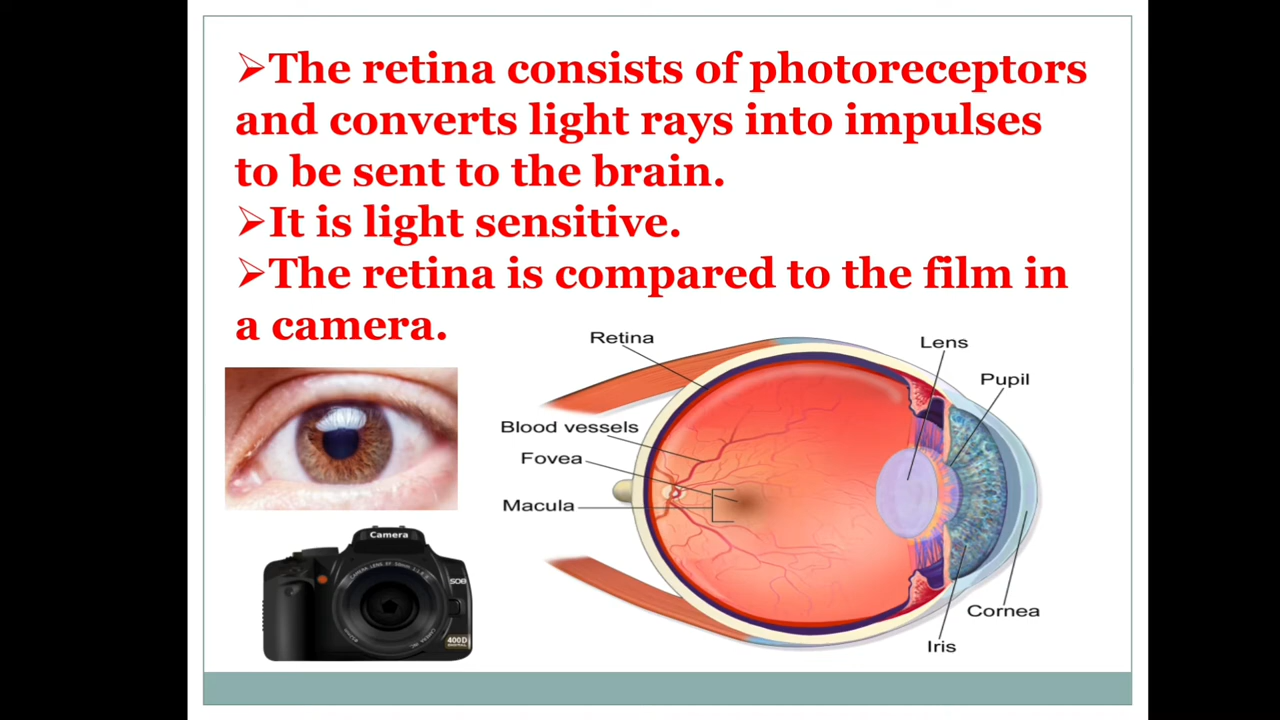 ➢The retina consists of photoreceptors
and converts light rays into impulses
to be sent to the brain.
➢It is light sensitive.
➢The retina is compared to the film in
a camera.
Retina
Lens
Pupil
Blood vessels
Fovea
Macula
Camera
SOB
400D
Cornea
Iris